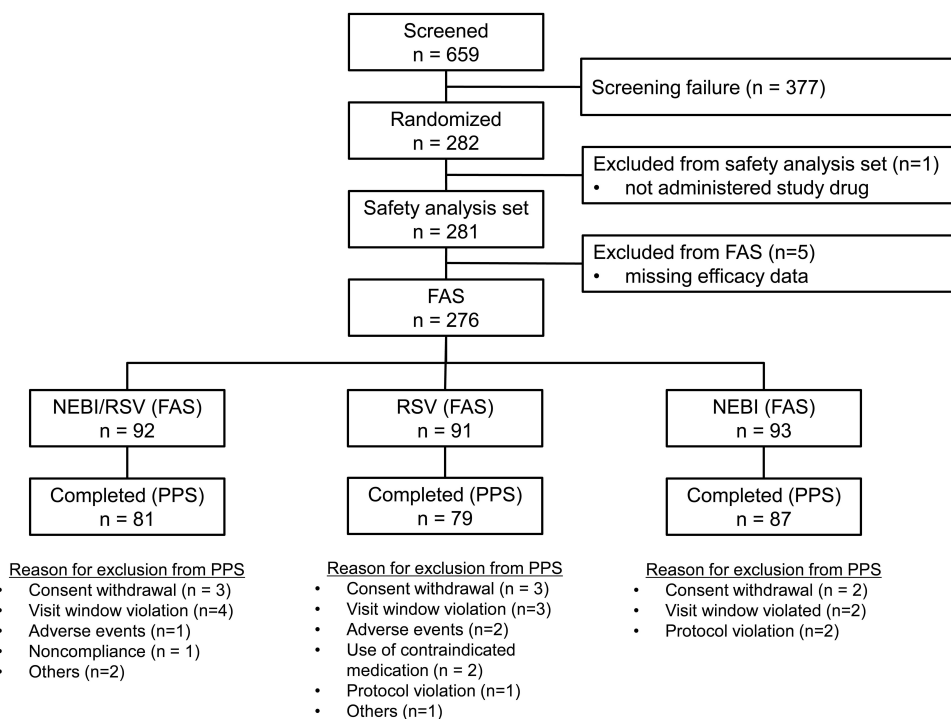 Screened
n = 659
Screening failure (n = 377)
Randomized
n = 282
Excluded from safety analysis set (n=1)
• not administered study drug
Safety analysis set
n = 281
Excluded from FAS (n=5)
• missing efficacy data
FAS
n = 276
NEBI/RSV (FAS)
n = 92
RSV (FAS)
n = 91
NEBI (FAS)
n = 93
Completed (PPS)
n = 81
Completed (PPS)
n = 79
Completed (PPS)
n = 87
Reason for exclusion from PPS
• Consent withdrawal (n = 3)
• Visit window violation (n=4)
• Adverse events (n=1)
• Noncompliance (n = 1)
• Others (n=2)
Reason for exclusion from PPS
• Consent withdrawal (n = 3)
• Visit window violation (n=3)
• Adverse events (n=2)
• Use of contraindicated
medication (n = 2)
• Protocol violation (n=1)
• Others (n=1)
Reason for exclusion from PPS
• Consent withdrawal (n = 2)
• Visit window violated (n=2)
• Protocol violation (n=2)